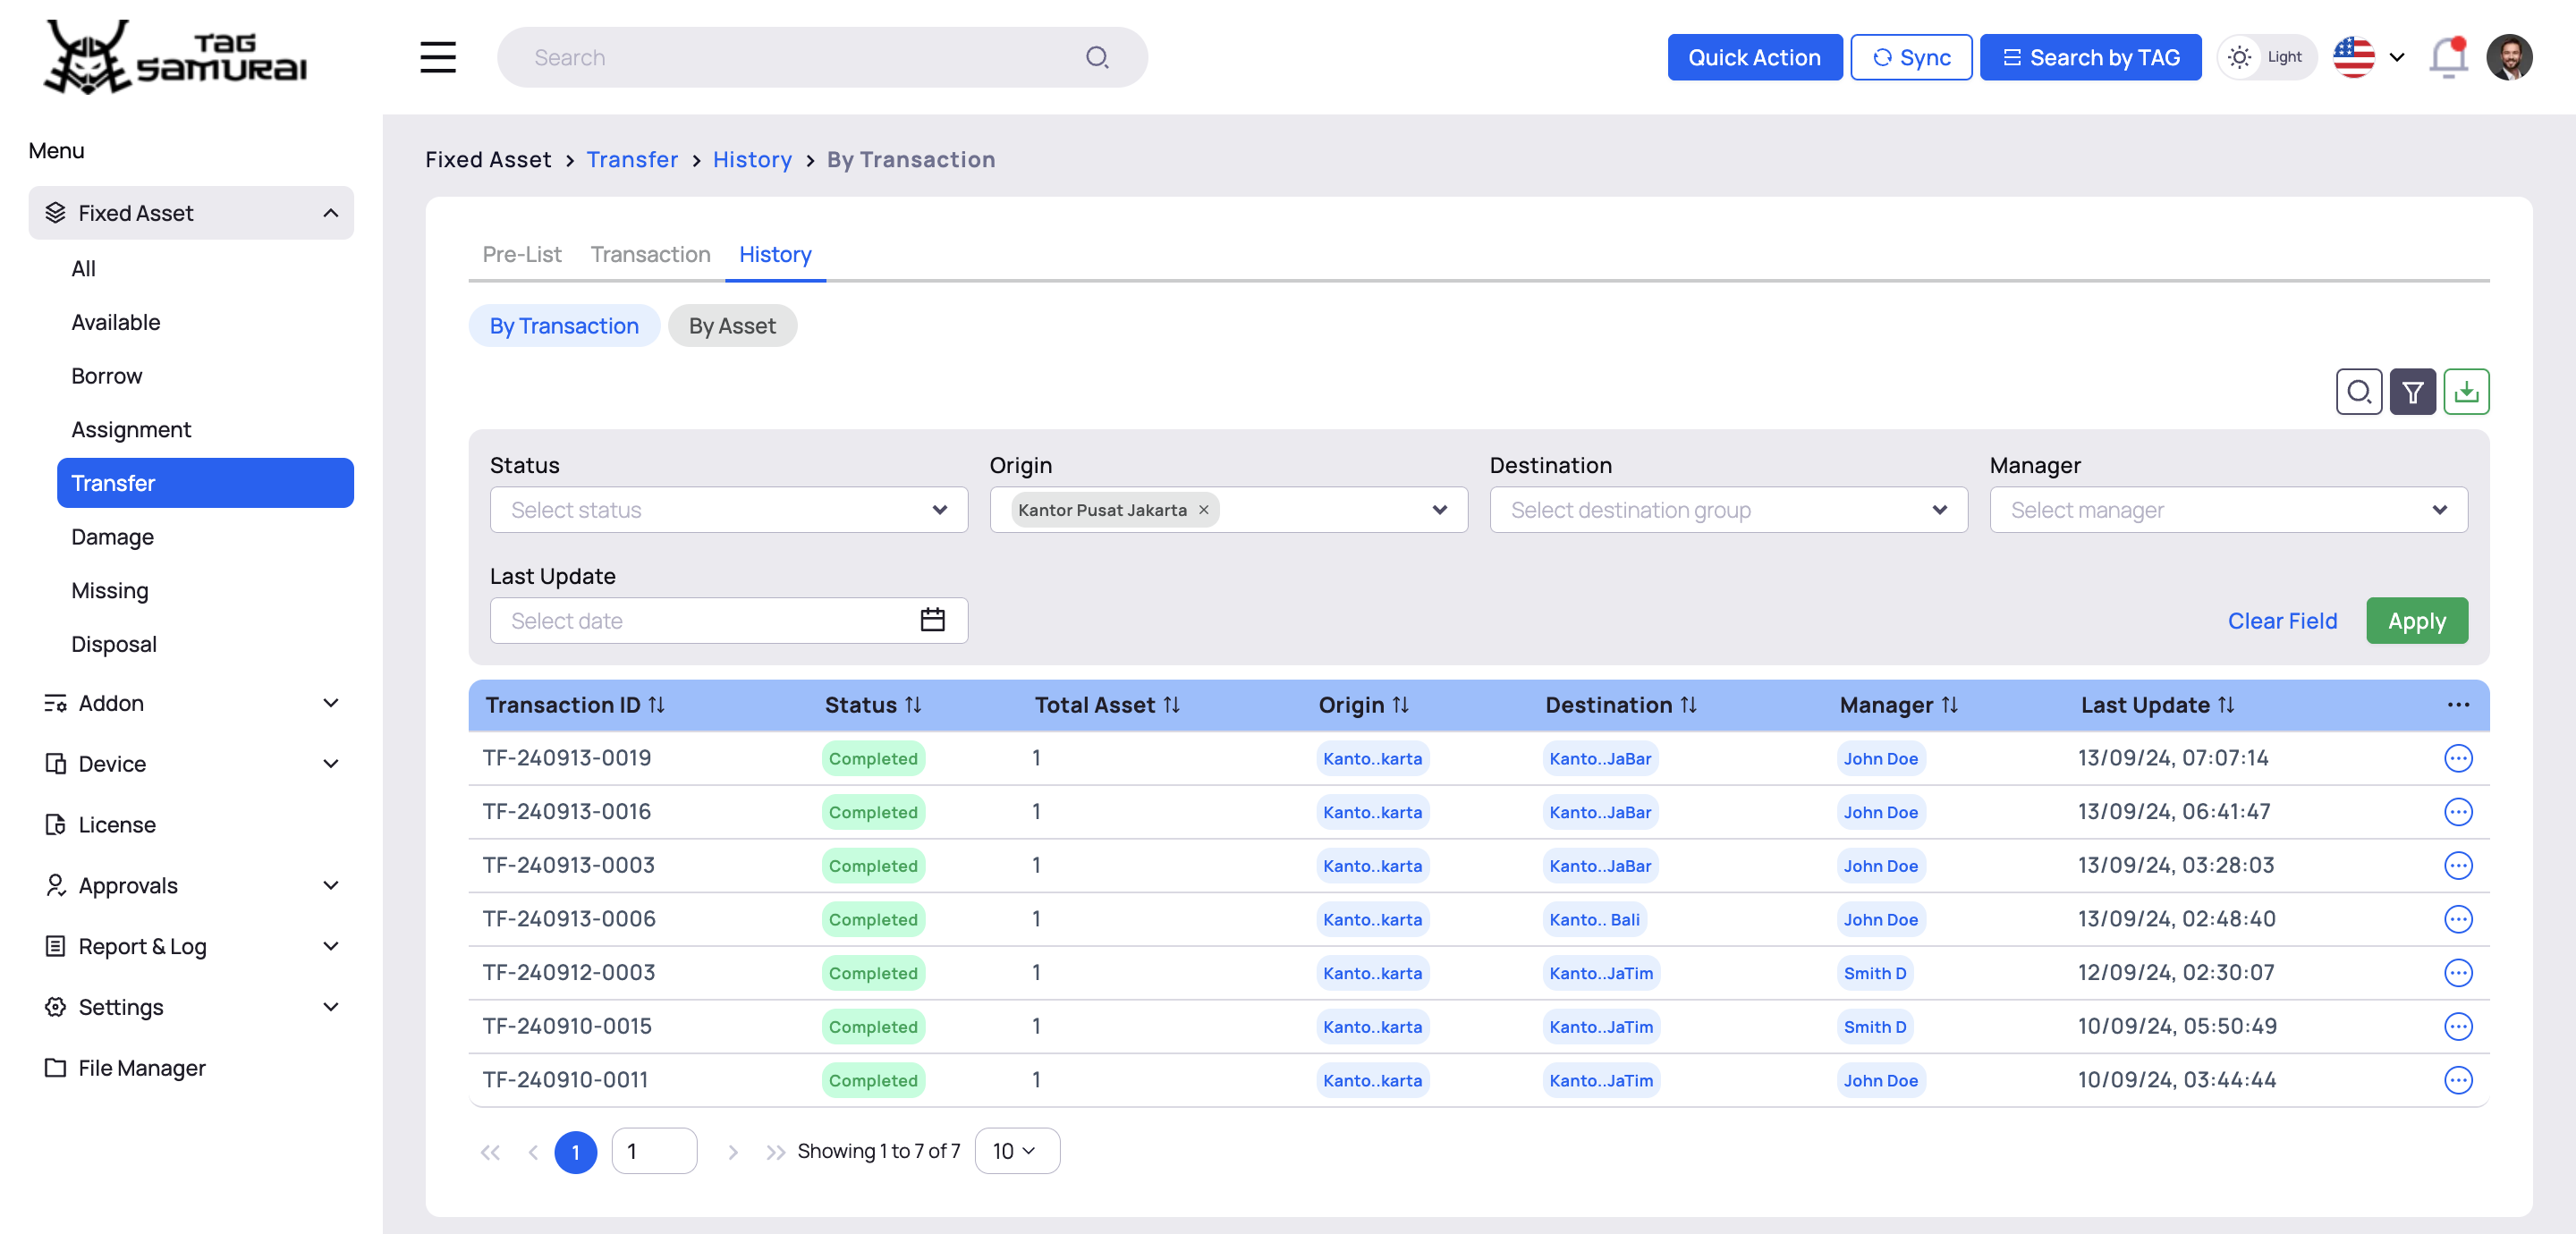 TAG SAMURAI
Search
Quick Action
Sync
Search by TAG
Light
Menu
Fixed Asset
All
Available
Borrow
Assignment
Transfer
Damage
Missing
Disposal
Addon
Device
License
Approvals
Report & Log
Settings
File Manager
Fixed Asset > Transfer > History > By Transaction
Pre-List Transaction History
By Transaction By Asset
Status Origin Destination Manager
Select status Kantor Pusat Jakarta × Select destination group Select manager
Last Update
Select date Clear Field Apply
Transaction ID Status Total Asset Origin Destination Manager Last Update ...
TF-240913-0019 Completed 1 Kanto..karta Kanto..JaBar John Doe 13/09/24, 07:07:14
TF-240913-0016 Completed 1 Kanto..karta Kanto..JaBar John Doe 13/09/24, 06:41:47
TF-240913-0003 Completed 1 Kanto..karta Kanto..JaBar John Doe 13/09/24, 03:28:03
TF-240913-0006 Completed 1 Kanto..karta Kanto.. Bali John Doe 13/09/24, 02:48:40
TF-240912-0003 Completed 1 Kanto..karta Kanto..JaTim Smith D 12/09/24, 02:30:07
TF-240910-0015 Completed 1 Kanto..karta Kanto..JaTim Smith D 10/09/24, 05:50:49
TF-240910-0011 Completed 1 Kanto..karta Kanto..JaTim John Doe 10/09/24, 03:44:44
1 1 Showing 1 to 7 of 7 10